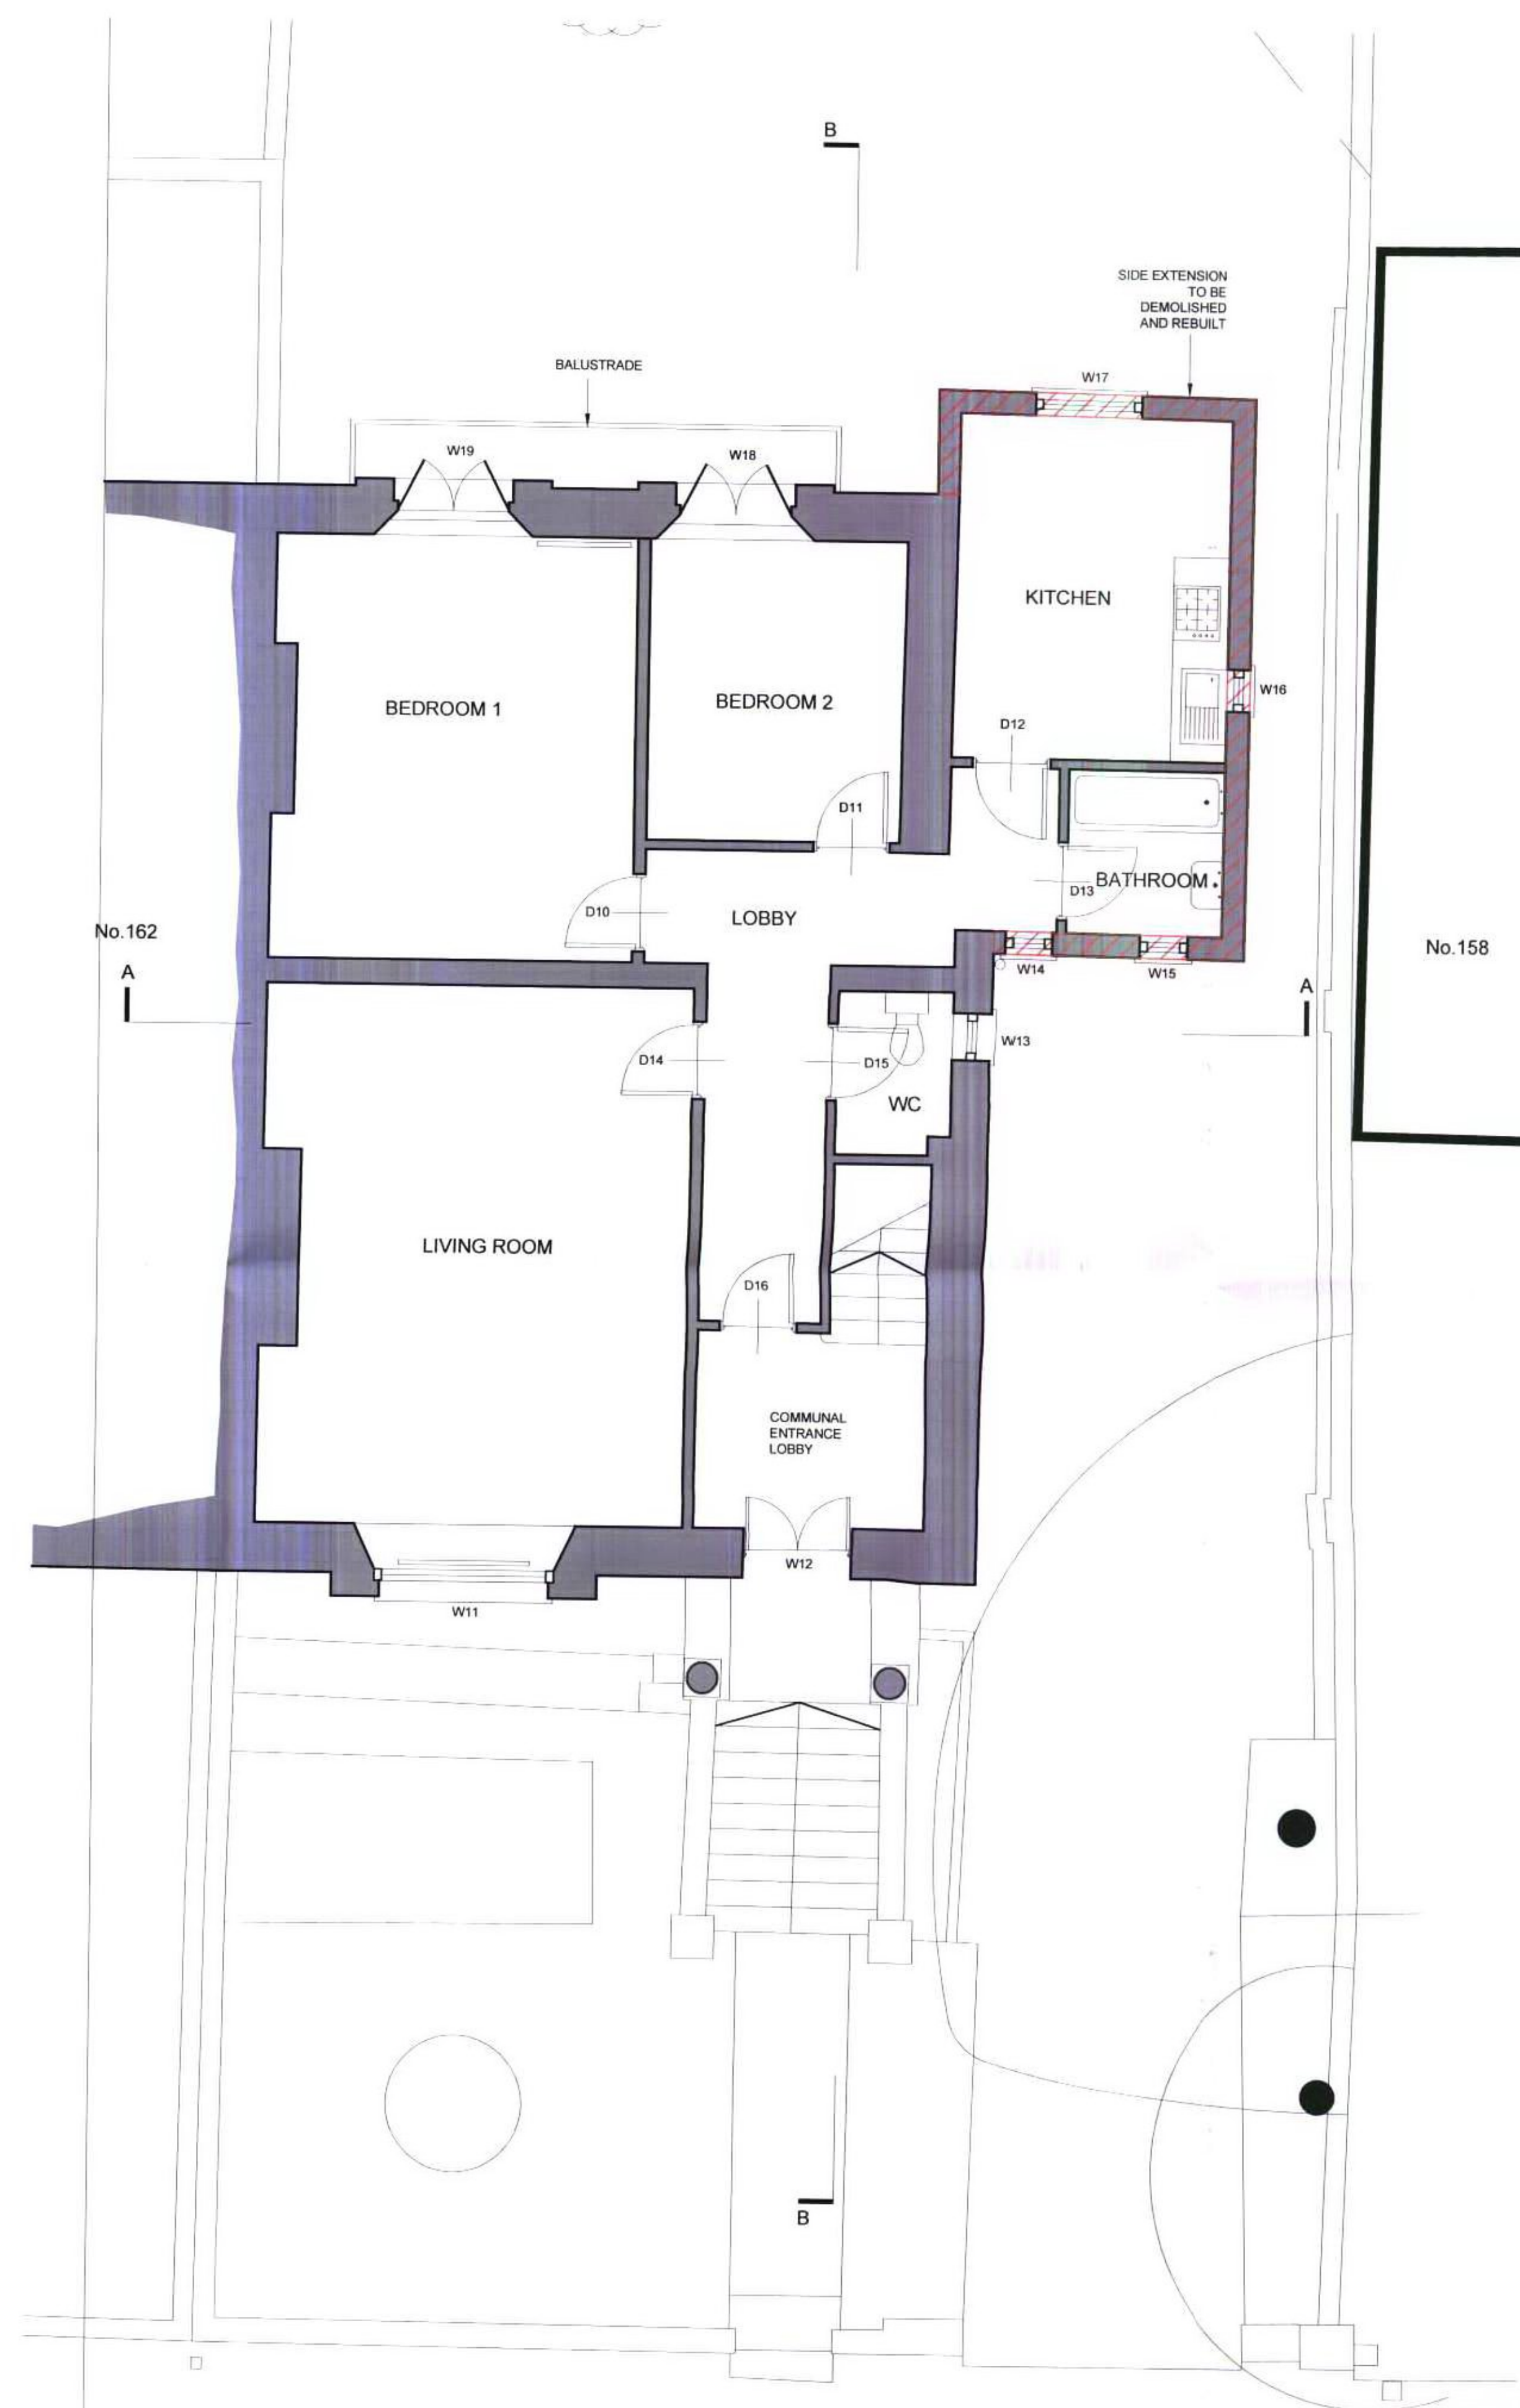 B
SIDE EXTENSION
TO BE
DEMOLISHED
AND REBUILT
BALUSTRADE
W17
W19
W18
KITCHEN
W16
BEDROOM 1
BEDROOM 2
D12
D11
D13
BATHROOM
D10
LOBBY
No.162
No.158
A
W14
W15
A
W13
D14
D15
WC
LIVING ROOM
D16
COMMUNAL
ENTRANCE
LOBBY
W12
W11
B